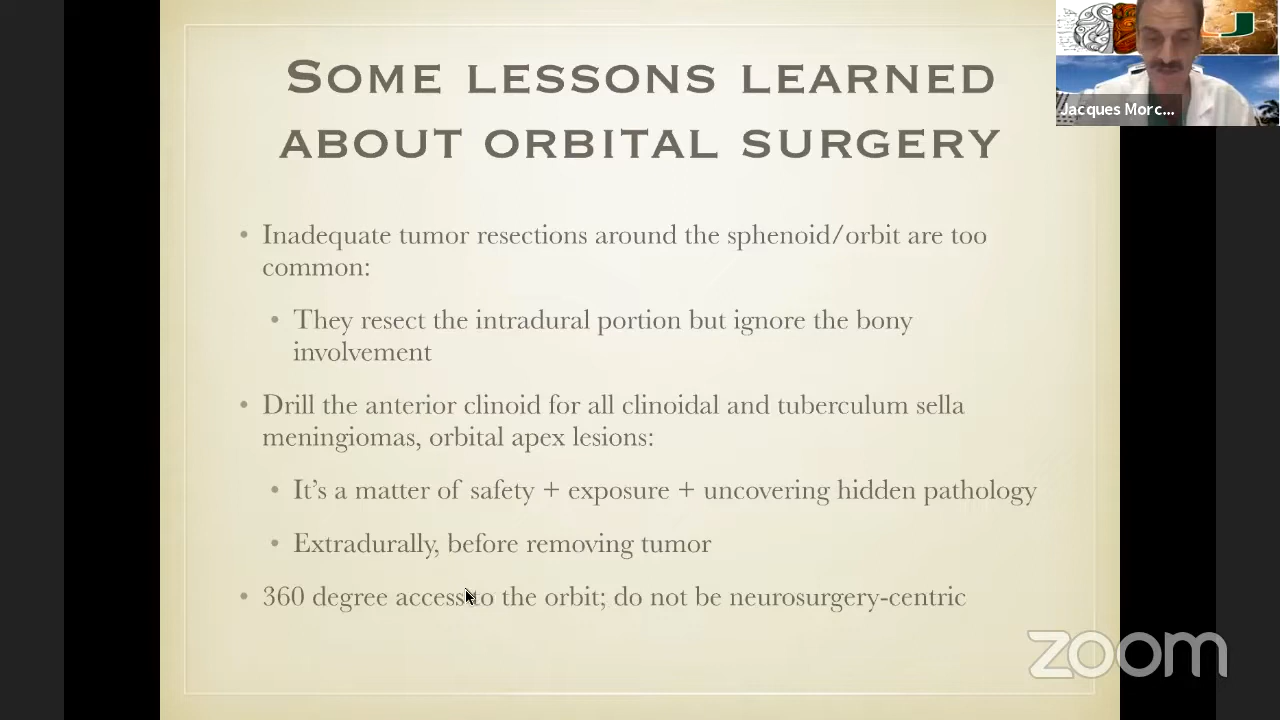 SOME LESSONS LEARNED
ABOUT ORBITAL SURGERY
Jacques Morc...
• Inadequate tumor resections around the sphenoid/orbit are too
common:
• They resect the intradural portion but ignore the bony
involvement
• Drill the anterior clinoid for all clinoidal and tuberculum sella
meningiomas, orbital apex lesions:
• It's a matter of safety + exposure + uncovering hidden pathology
• Extradurally, before removing tumor
• 360 degree access to the orbit; do not be neurosurgery-centric
zoom